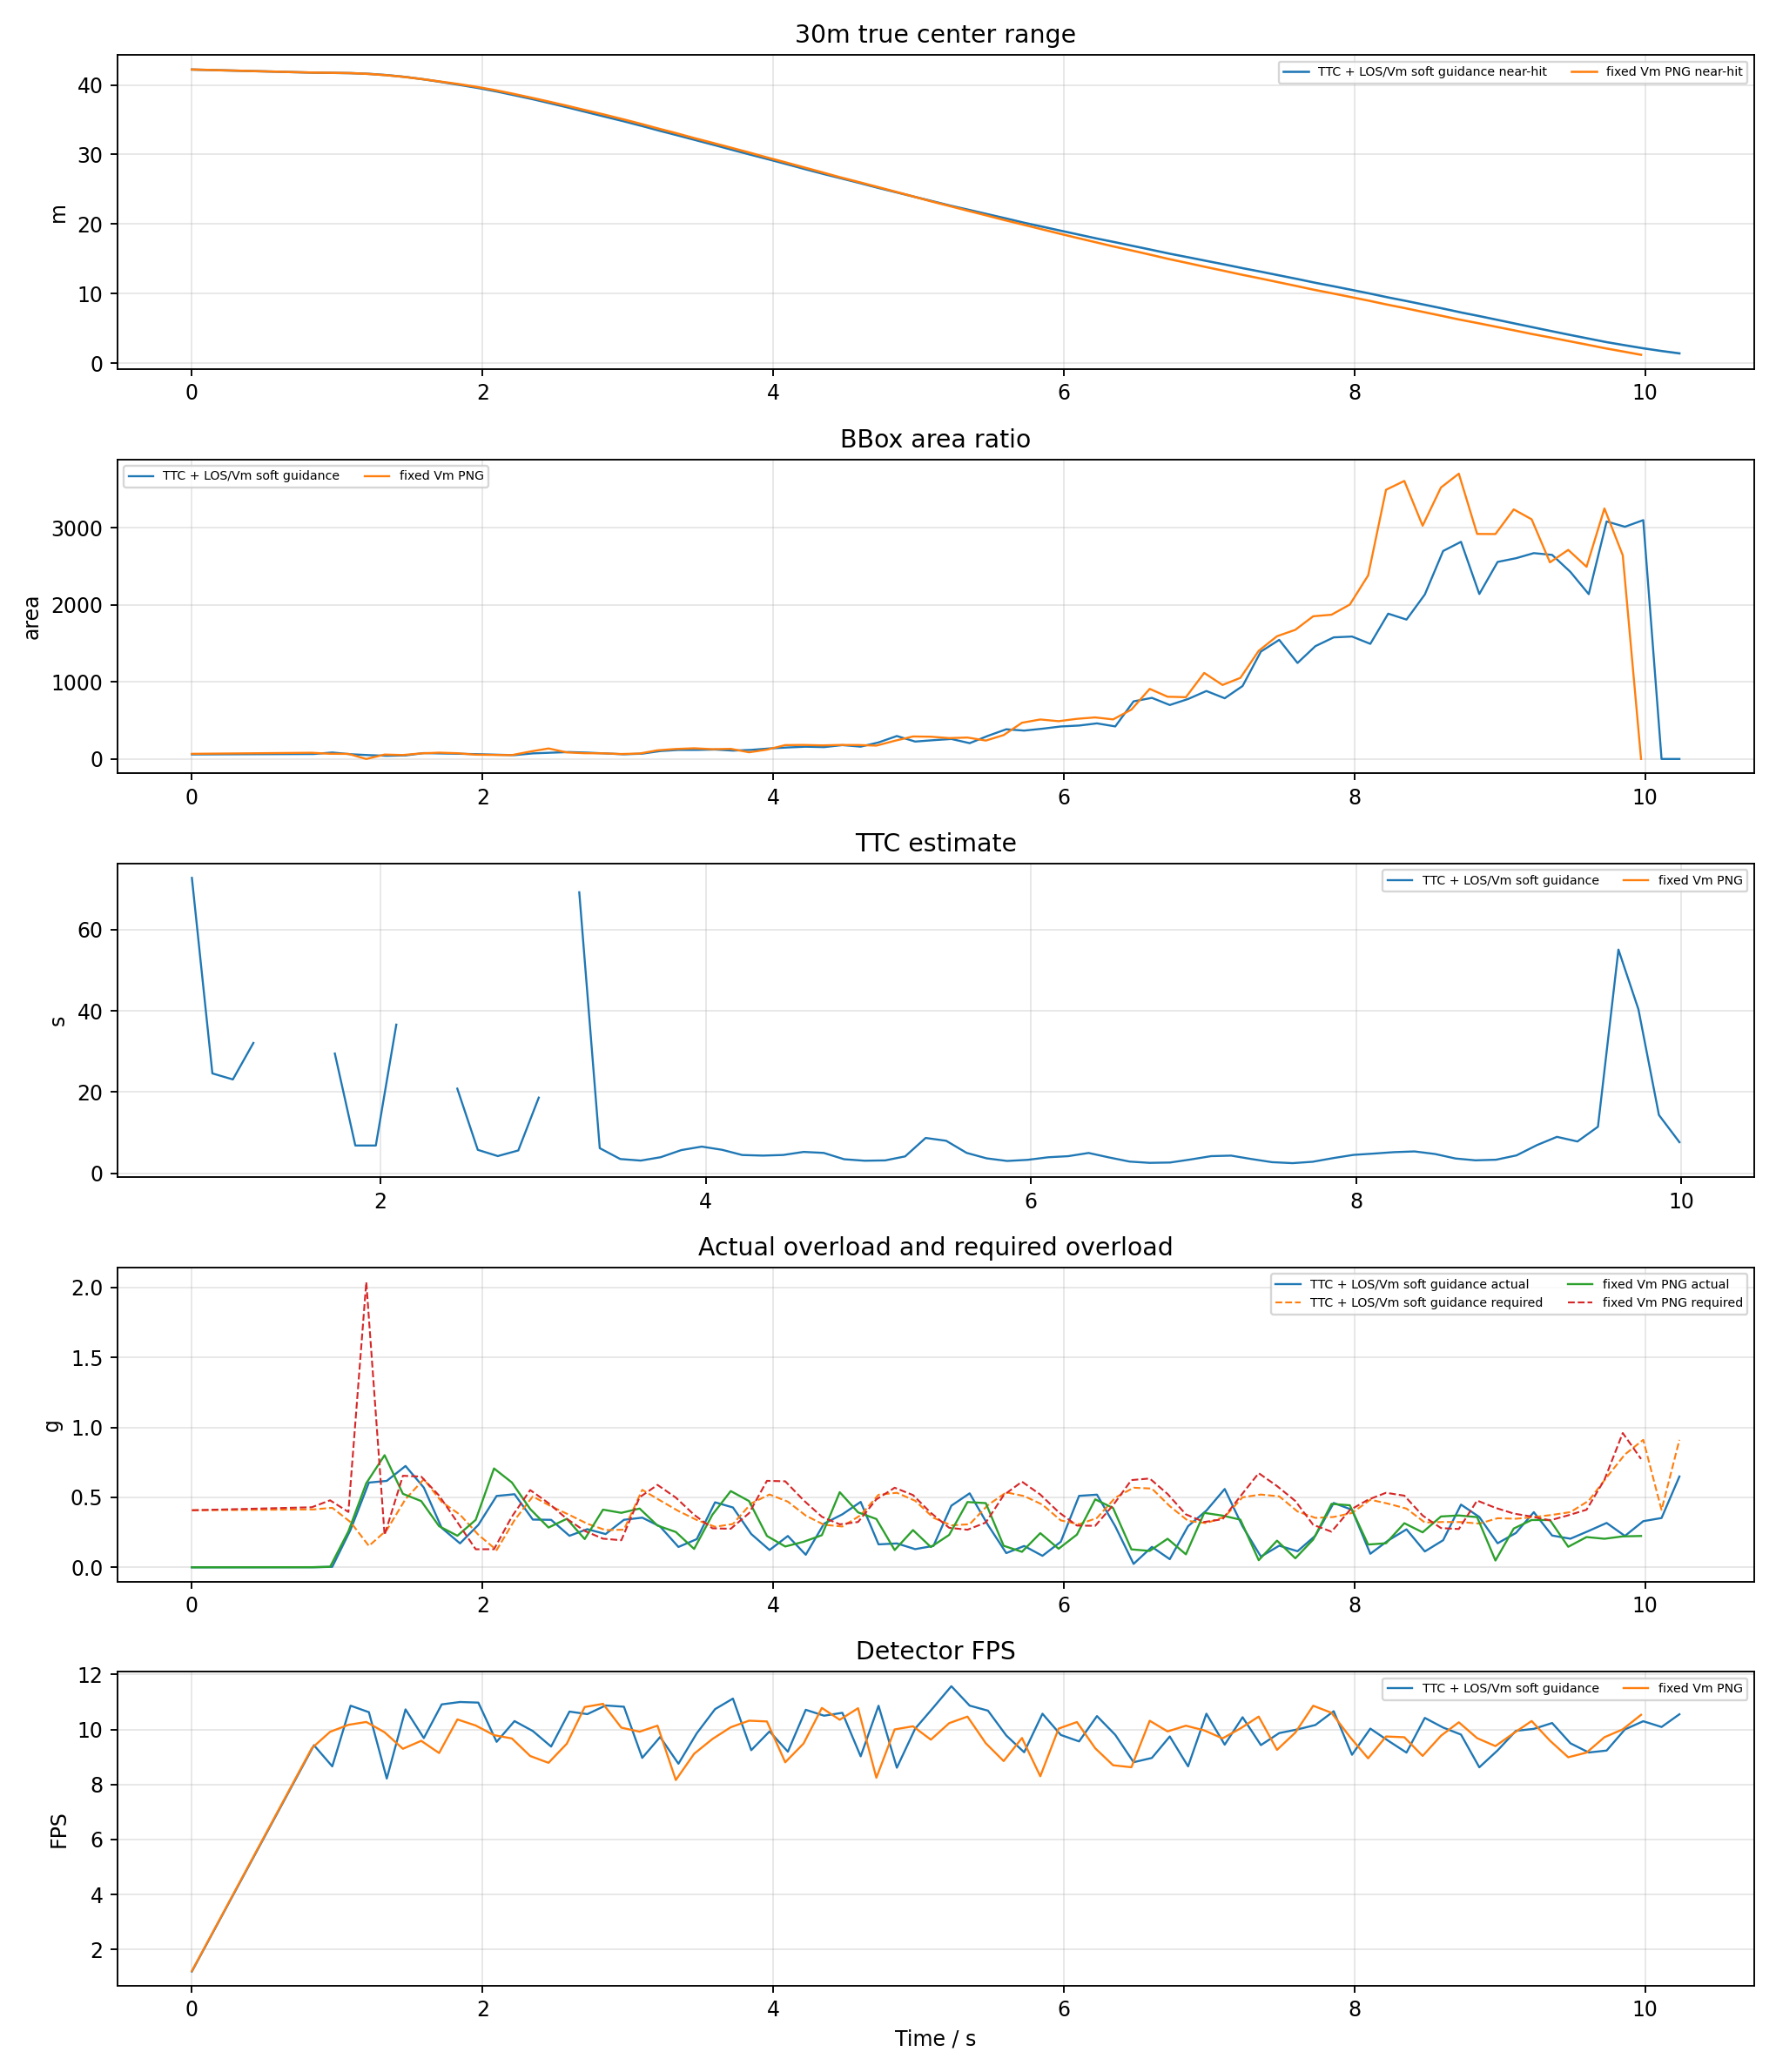 30m true center range
TTC + LOS/Vm soft guidance near-hit fixed Vm PNG near-hit
40
30
20
10
0
m
0 2 4 6 8 10
BBox area ratio
TTC + LOS/Vm soft guidance fixed Vm PNG
3000
2000
1000
0
area
0 2 4 6 8 10
TTC estimate
TTC + LOS/Vm soft guidance fixed Vm PNG
60
40
20
0
s
2 4 6 8 10
Actual overload and required overload
TTC + LOS/Vm soft guidance actual fixed Vm PNG actual
TTC + LOS/Vm soft guidance required fixed Vm PNG required
2.0
1.5
1.0
0.5
0.0
g
0 2 4 6 8 10
Detector FPS
TTC + LOS/Vm soft guidance fixed Vm PNG
12
10
8
6
4
2
FPS
0 2 4 6 8 10
Time / s